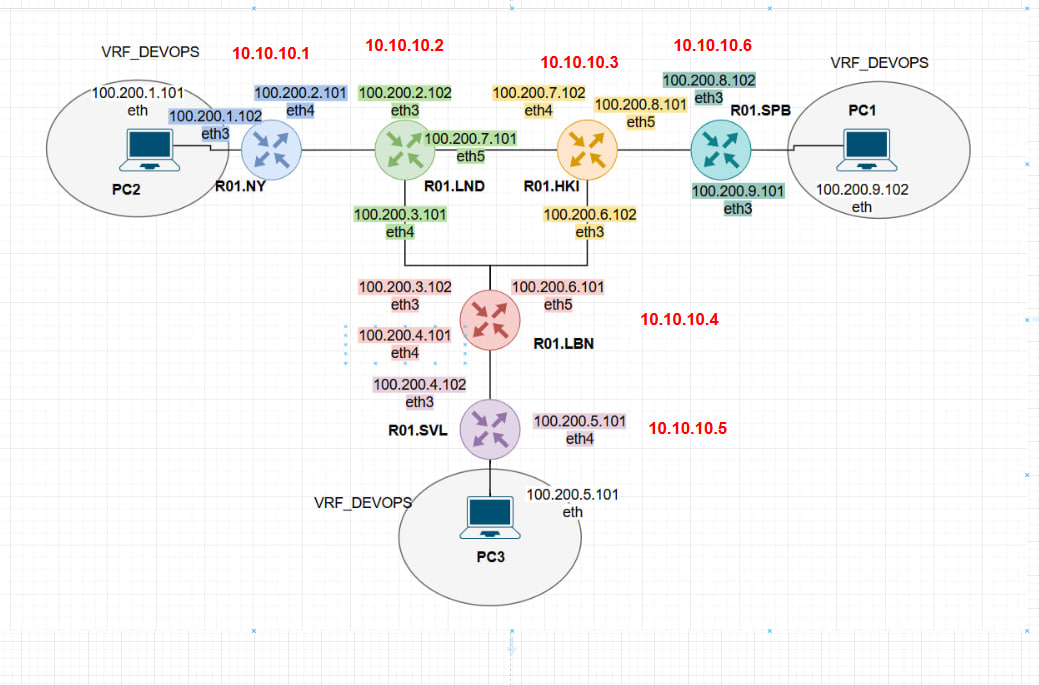 VRF_DEVOPS
10.10.10.1
10.10.10.2
10.10.10.3
10.10.10.6
VRF_DEVOPS
100.200.1.101
eth
100.200.1.102
eth3
100.200.2.101
eth4
100.200.2.102
eth3
100.200.7.101
eth5
100.200.7.102
eth4
100.200.8.101
eth5
100.200.8.102
eth3
R01.SPB
PC1
PC2
R01.NY
R01.LND
R01.HKI
100.200.9.101
eth3
100.200.9.102
eth
100.200.3.101
eth4
100.200.6.102
eth3
100.200.3.102
eth3
100.200.6.101
eth5
10.10.10.4
100.200.4.101
eth4
R01.LBN
100.200.4.102
eth3
R01.SVL
100.200.5.101
eth4
10.10.10.5
VRF_DEVOPS
100.200.5.101
eth
PC3